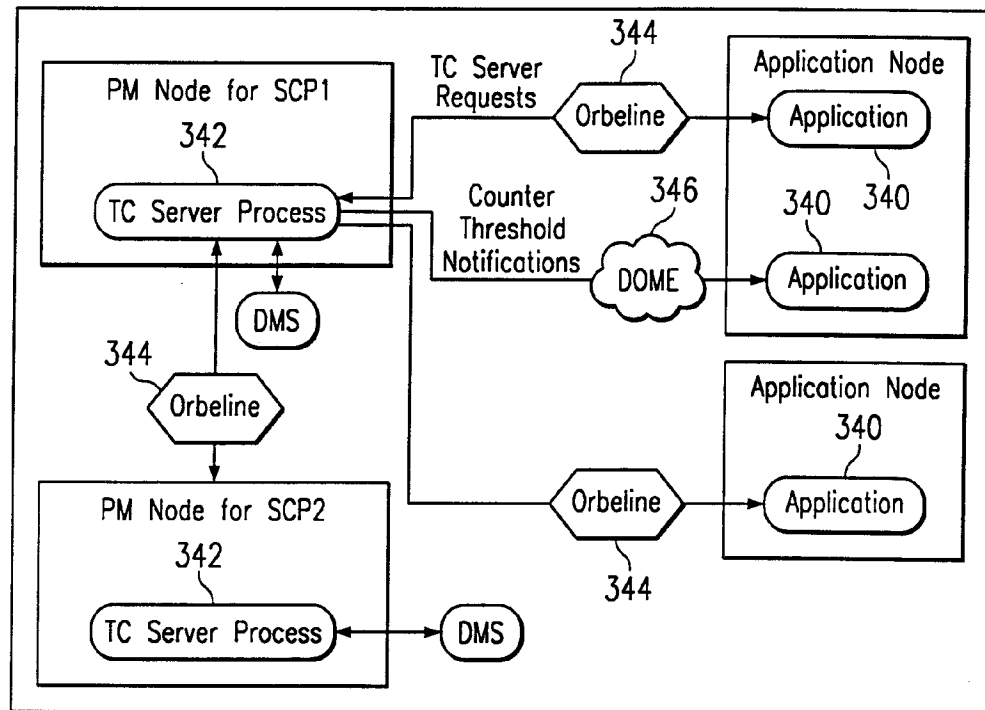 PM Node for SCP1
342
TC Server Process
DMS
344
Orbeline
PM Node for SCP2
342
TC Server Process
DMS
TC Server
Requests
344
Orbeline
Counter
Threshold
Notifications
346
DOME
Orbeline
344
Application Node
Application
340
340
Application
Application Node
340
Application